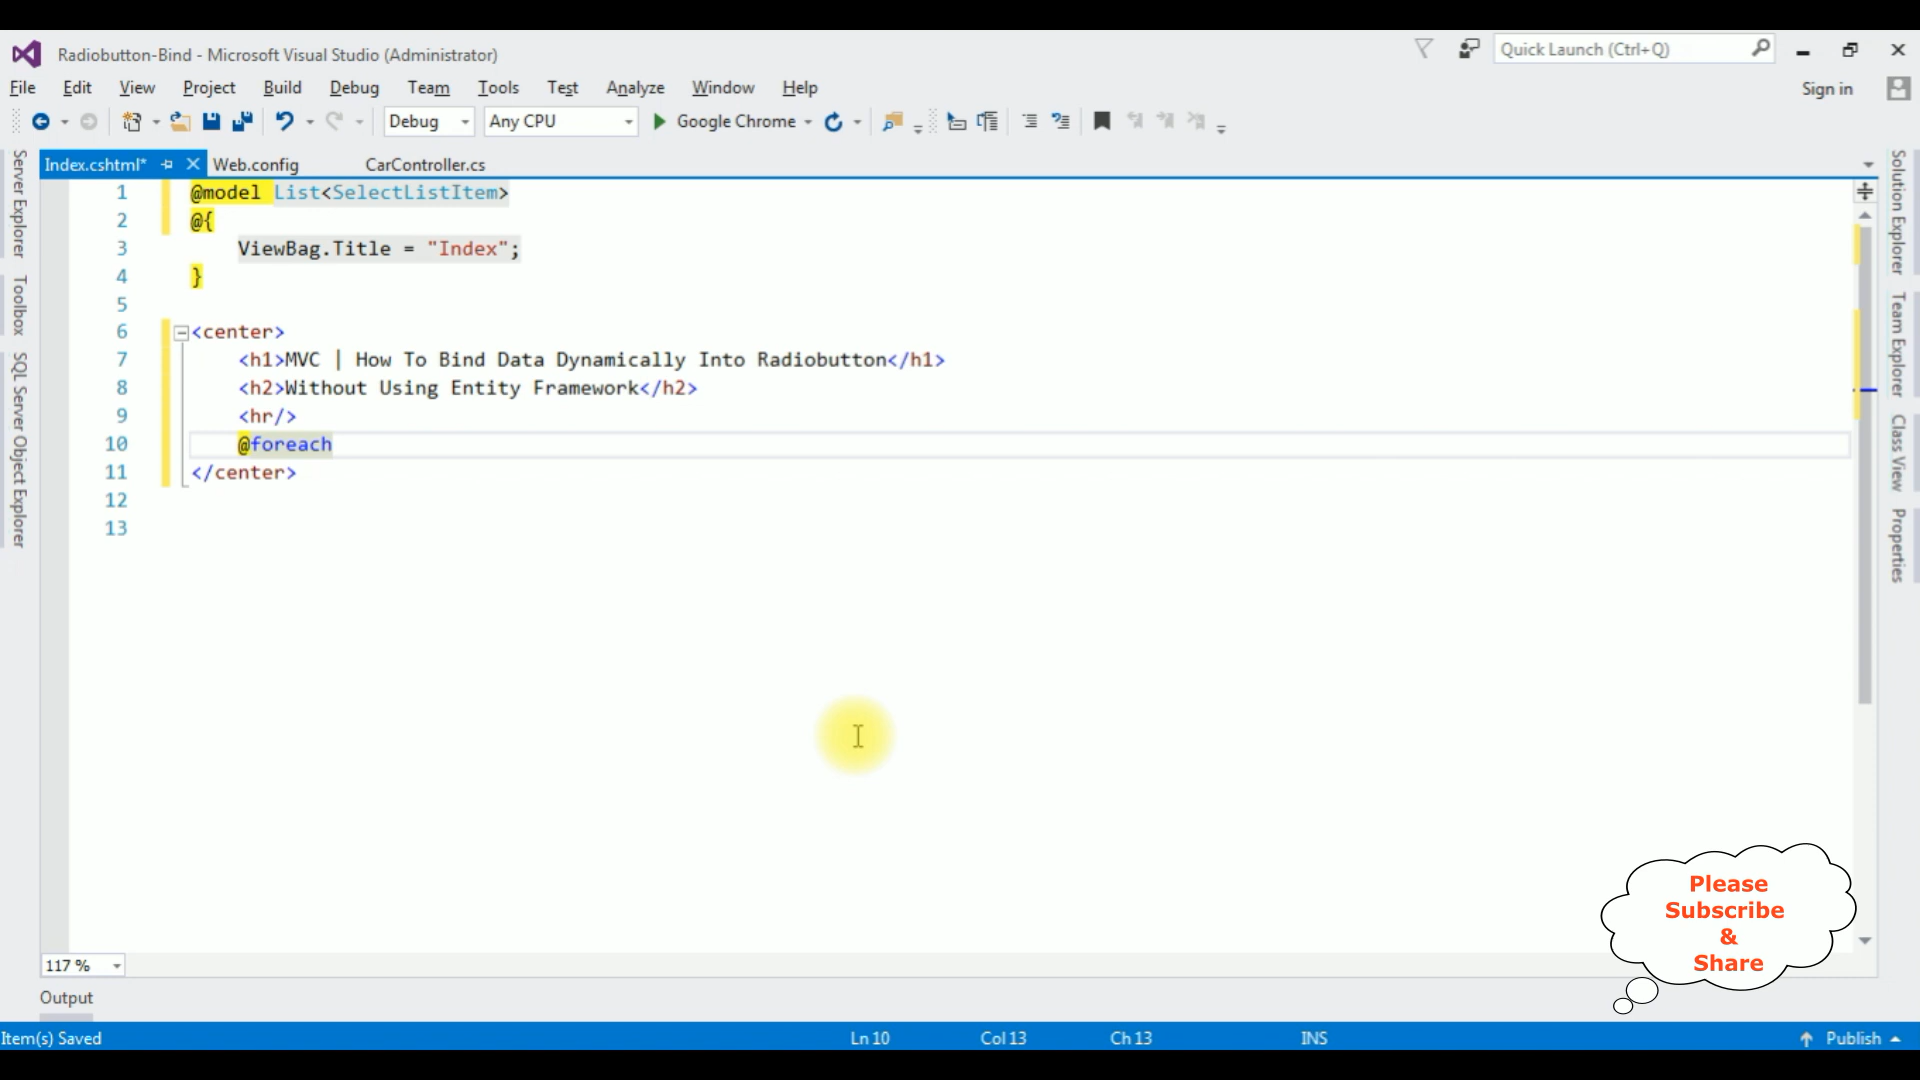 Radiobutton-Bind - Microsoft Visual Studio (Administrator)
Quick Launch (Ctrl+Q)
File Edit View Project Build Debug Team Tools Test Analyze Window Help
Sign in
Debug Any CPU Google Chrome
Index.cshtml* Web.config CarController.cs
Server Explorer
Toolbox
SQL Server Object Explorer
1 @model List<SelectListItem>
2 @{
3 ViewBag.Title = "Index";
4 }
5
6 <center>
7 <h1>MVC | How To Bind Data Dynamically Into Radiobutton</h1>
8 <h2>Without Using Entity Framework</h2>
9 <hr/>
10 @foreach
11 </center>
12
13
Solution Explorer
Team Explorer
Class View
Properties
Please
Subscribe
&
Share
117 %
Output
Item(s) Saved Ln 10 Col 13 Ch 13 INS Publish